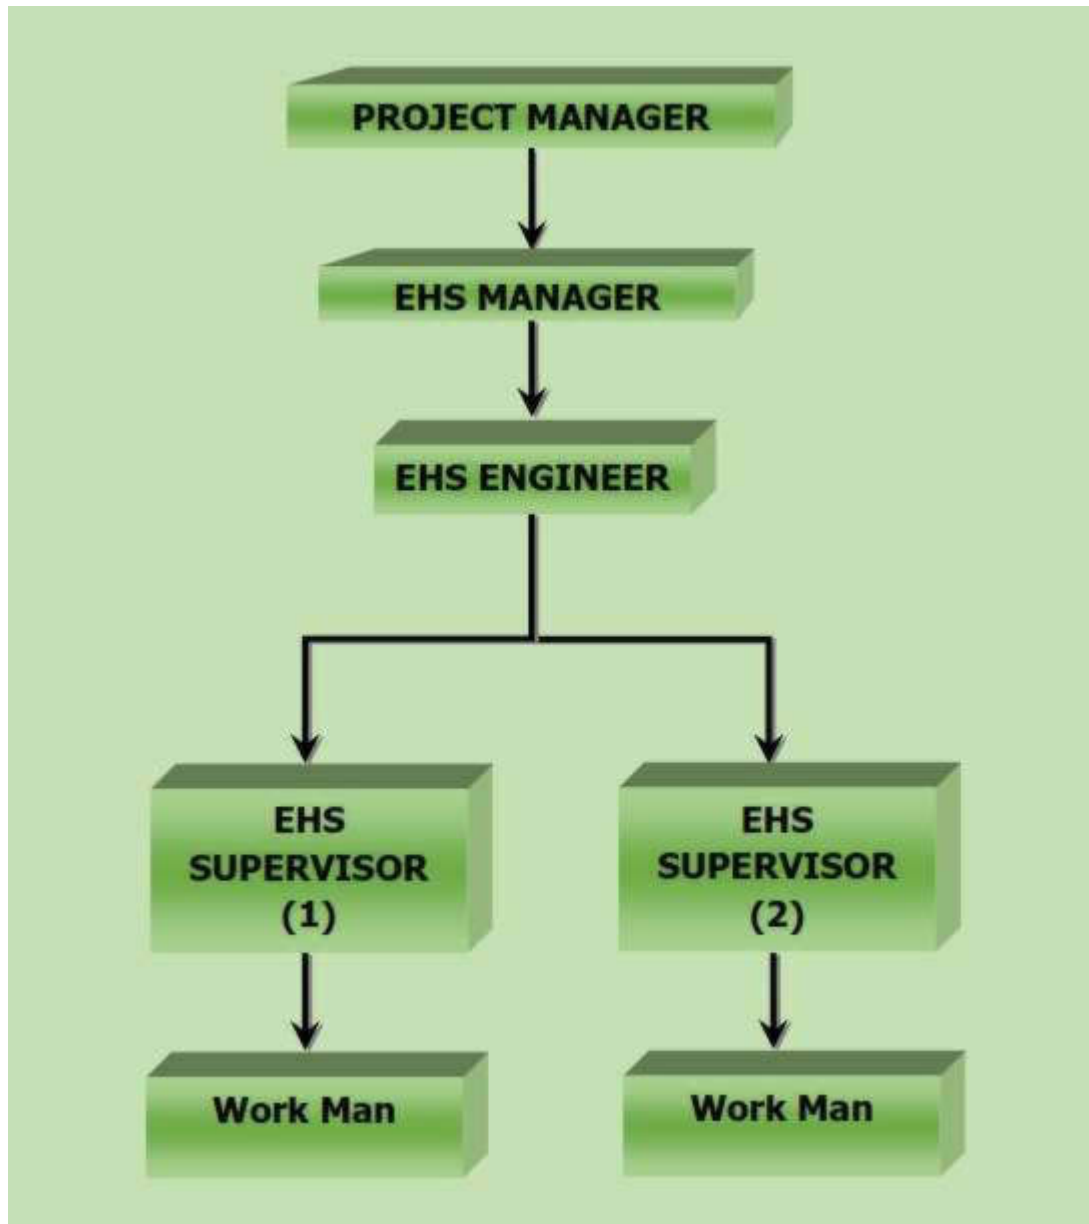 PROJECT MANAGER
EHS MANAGER
EHS ENGINEER
EHS
SUPERVISOR
(1)
EHS
SUPERVISOR
(2)
Work Man
Work Man